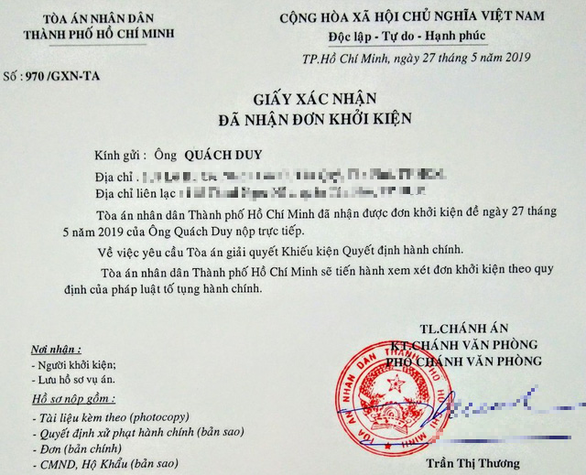 TÒA ÁN NHÂN DÂN
THÀNH PHỐ HỒ CHÍ MINH
Số : 970 /GXN-TA
CỘNG HÒA XÃ HỘI CHỦ NGHĨA VIỆT NAM
Độc lập - Tự do - Hạnh phúc
TP.Hồ Chí Minh, ngày 27 tháng 5 năm 2019
GIẤY XÁC NHẬN
ĐÃ NHẬN ĐƠN KHỞI KIỆN
Kính gửi : Ông QUÁCH DUY
Địa chỉ :
Địa chỉ liên lạc
Tòa án nhân dân Thành phố Hồ Chí Minh đã nhận được đơn khởi kiện đề ngày 27 tháng
5 năm 2019 của Ông Quách Duy nộp trực tiếp.
Về việc yêu cầu Tòa án giải quyết Khiếu kiện Quyết định hành chính.
Tòa án nhân dân Thành phố Hồ Chí Minh sẽ tiến hành xem xét đơn khởi kiện theo quy
định của pháp luật tố tụng hành chính.
Nơi nhận :
- Người khởi kiện;
- Lưu hồ sơ vụ án.
Hồ sơ nộp gồm :
- Tài liệu kèm theo (photocopy)
- Quyết định xử phạt hành chính (bản sao)
- Đơn (bản chính)
- CMND, Hộ Khẩu (bản sao)
TL.CHÁNH ÁN
KT.CHÁNH VĂN PHÒNG
PHÓ CHÁNH VĂN PHÒNG
TÒA ÁN NHÂN DÂN THÀNH PHỐ HỒ CHÍ MINH
Trần Thị Thương